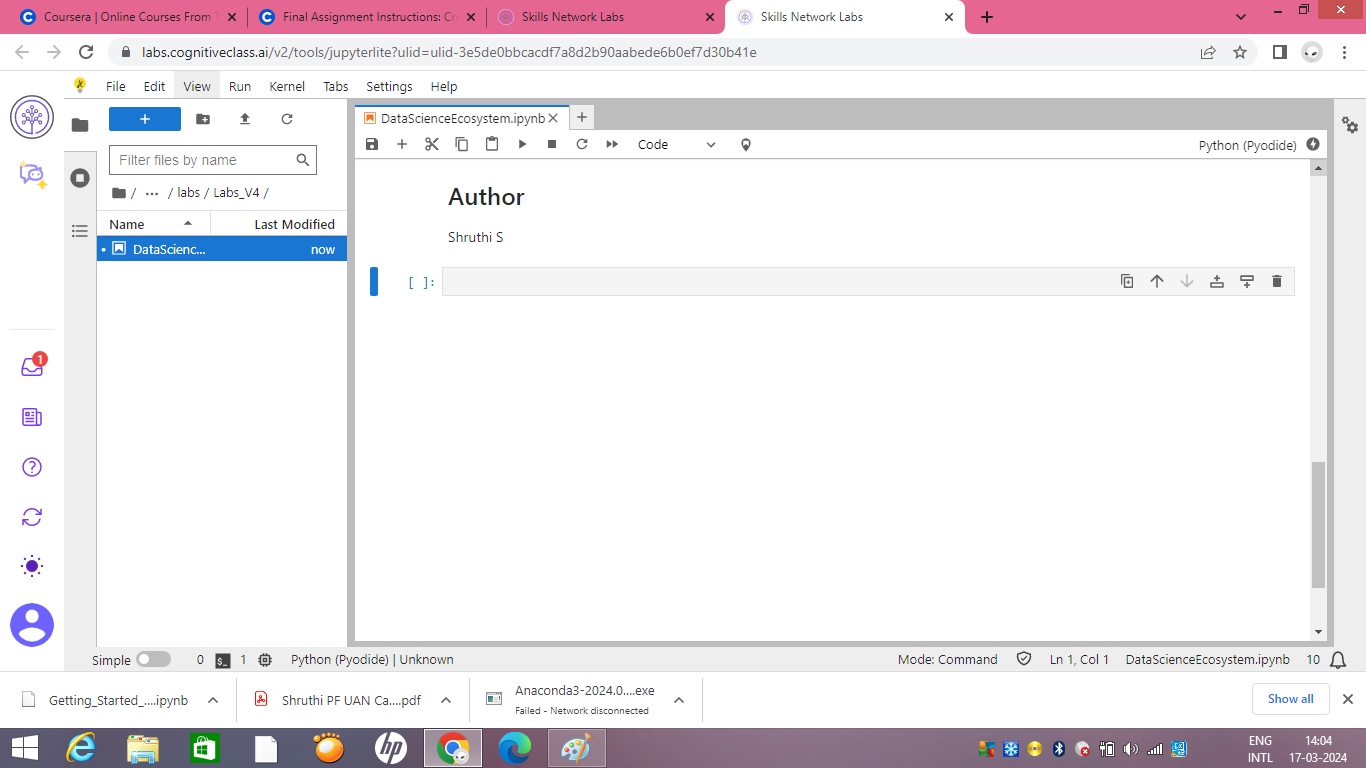 Coursera | Online Courses From T
Final Assignment Instructions: Cr
Skills Network Labs
Skills Network Labs
labs.cognitiveclass.ai/v2/tools/jupyterlite?ulid=ulid-3e5de0bbcacdf7a8d2b90aabede6b0ef7d30b41e
File Edit View Run Kernel Tabs Settings Help
DataScienceEcosystem.ipynb
Code
Python (Pyodide)
Filter files by name
/ ··· / labs / Labs_V4 /
Name Last Modified
DataScienc... now
Author
Shruthi S
[ ]:
1
Simple 0 1 Python (Pyodide) | Unknown
Mode: Command Ln 1, Col 1 DataScienceEcosystem.ipynb 10
Getting_Started_....ipynb
Shruthi PF UAN Ca....pdf
Anaconda3-2024.0....exe
Failed - Network disconnected
Show all
hp
ENG
INTL
14:04
17-03-2024